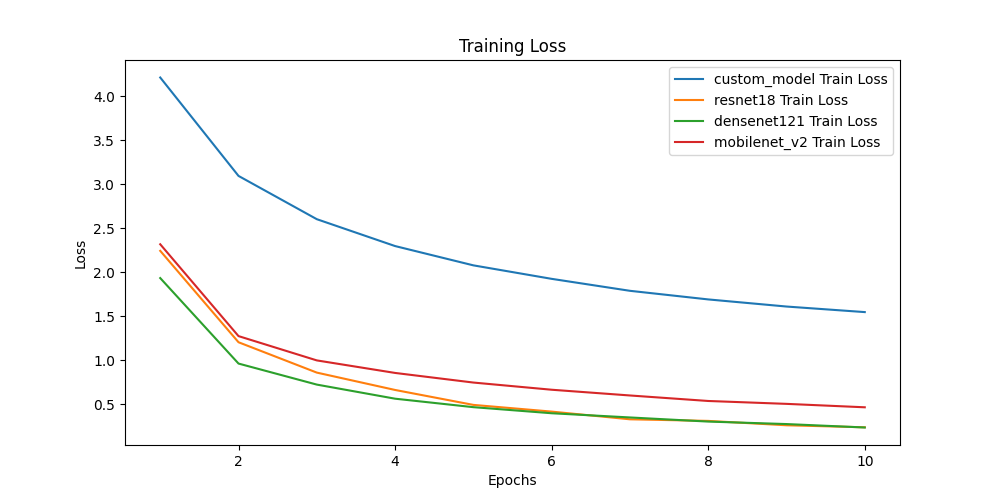 Training Loss
custom_model Train Loss
resnet18 Train Loss
densenet121 Train Loss
mobilenet_v2 Train Loss
4.0
3.5
3.0
2.5
2.0
1.5
1.0
0.5
Loss
2 4 6 8 10
Epochs